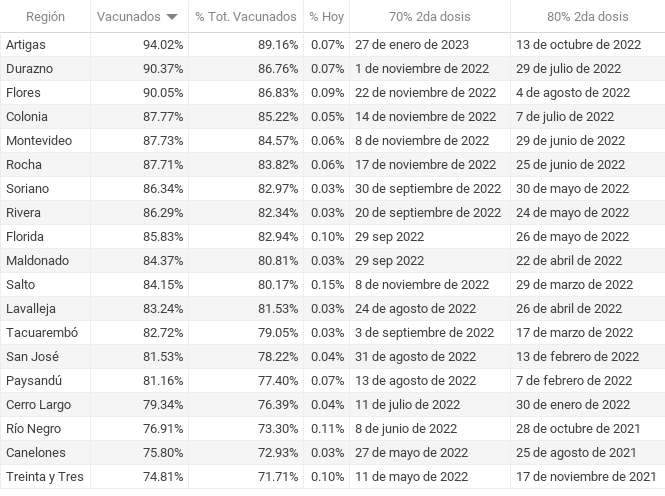 Región Vacunados % Tot. Vacunados % Hoy 70% 2da dosis 80% 2da dosis
Artigas 94.02% 89.16% 0.07% 27 de enero de 2023 13 de octubre de 2022
Durazno 90.37% 86.76% 0.07% 1 de noviembre de 2022 29 de julio de 2022
Flores 90.05% 86.83% 0.09% 22 de noviembre de 2022 4 de agosto de 2022
Colonia 87.77% 85.22% 0.05% 14 de noviembre de 2022 7 de julio de 2022
Montevideo 87.73% 84.57% 0.06% 8 de noviembre de 2022 29 de junio de 2022
Rocha 87.71% 83.82% 0.06% 17 de noviembre de 2022 25 de junio de 2022
Soriano 86.34% 82.97% 0.03% 30 de septiembre de 2022 30 de mayo de 2022
Rivera 86.29% 82.34% 0.03% 20 de septiembre de 2022 24 de mayo de 2022
Florida 85.83% 82.94% 0.10% 29 sep 2022 26 de mayo de 2022
Maldonado 84.37% 80.81% 0.03% 29 sep 2022 22 de abril de 2022
Salto 84.15% 80.17% 0.15% 8 de noviembre de 2022 29 de marzo de 2022
Lavalleja 83.24% 81.53% 0.03% 24 de agosto de 2022 26 de abril de 2022
Tacuarembó 82.72% 79.05% 0.03% 3 de septiembre de 2022 17 de marzo de 2022
San José 81.53% 78.22% 0.04% 31 de agosto de 2022 13 de febrero de 2022
Paysandú 81.16% 77.40% 0.07% 13 de agosto de 2022 7 de febrero de 2022
Cerro Largo 79.34% 76.39% 0.04% 11 de julio de 2022 30 de enero de 2022
Río Negro 76.91% 73.30% 0.11% 8 de junio de 2022 28 de octubre de 2021
Canelones 75.80% 72.93% 0.03% 27 de mayo de 2022 25 de agosto de 2021
Treinta y Tres 74.81% 71.71% 0.10% 11 de mayo de 2022 17 de noviembre de 2021